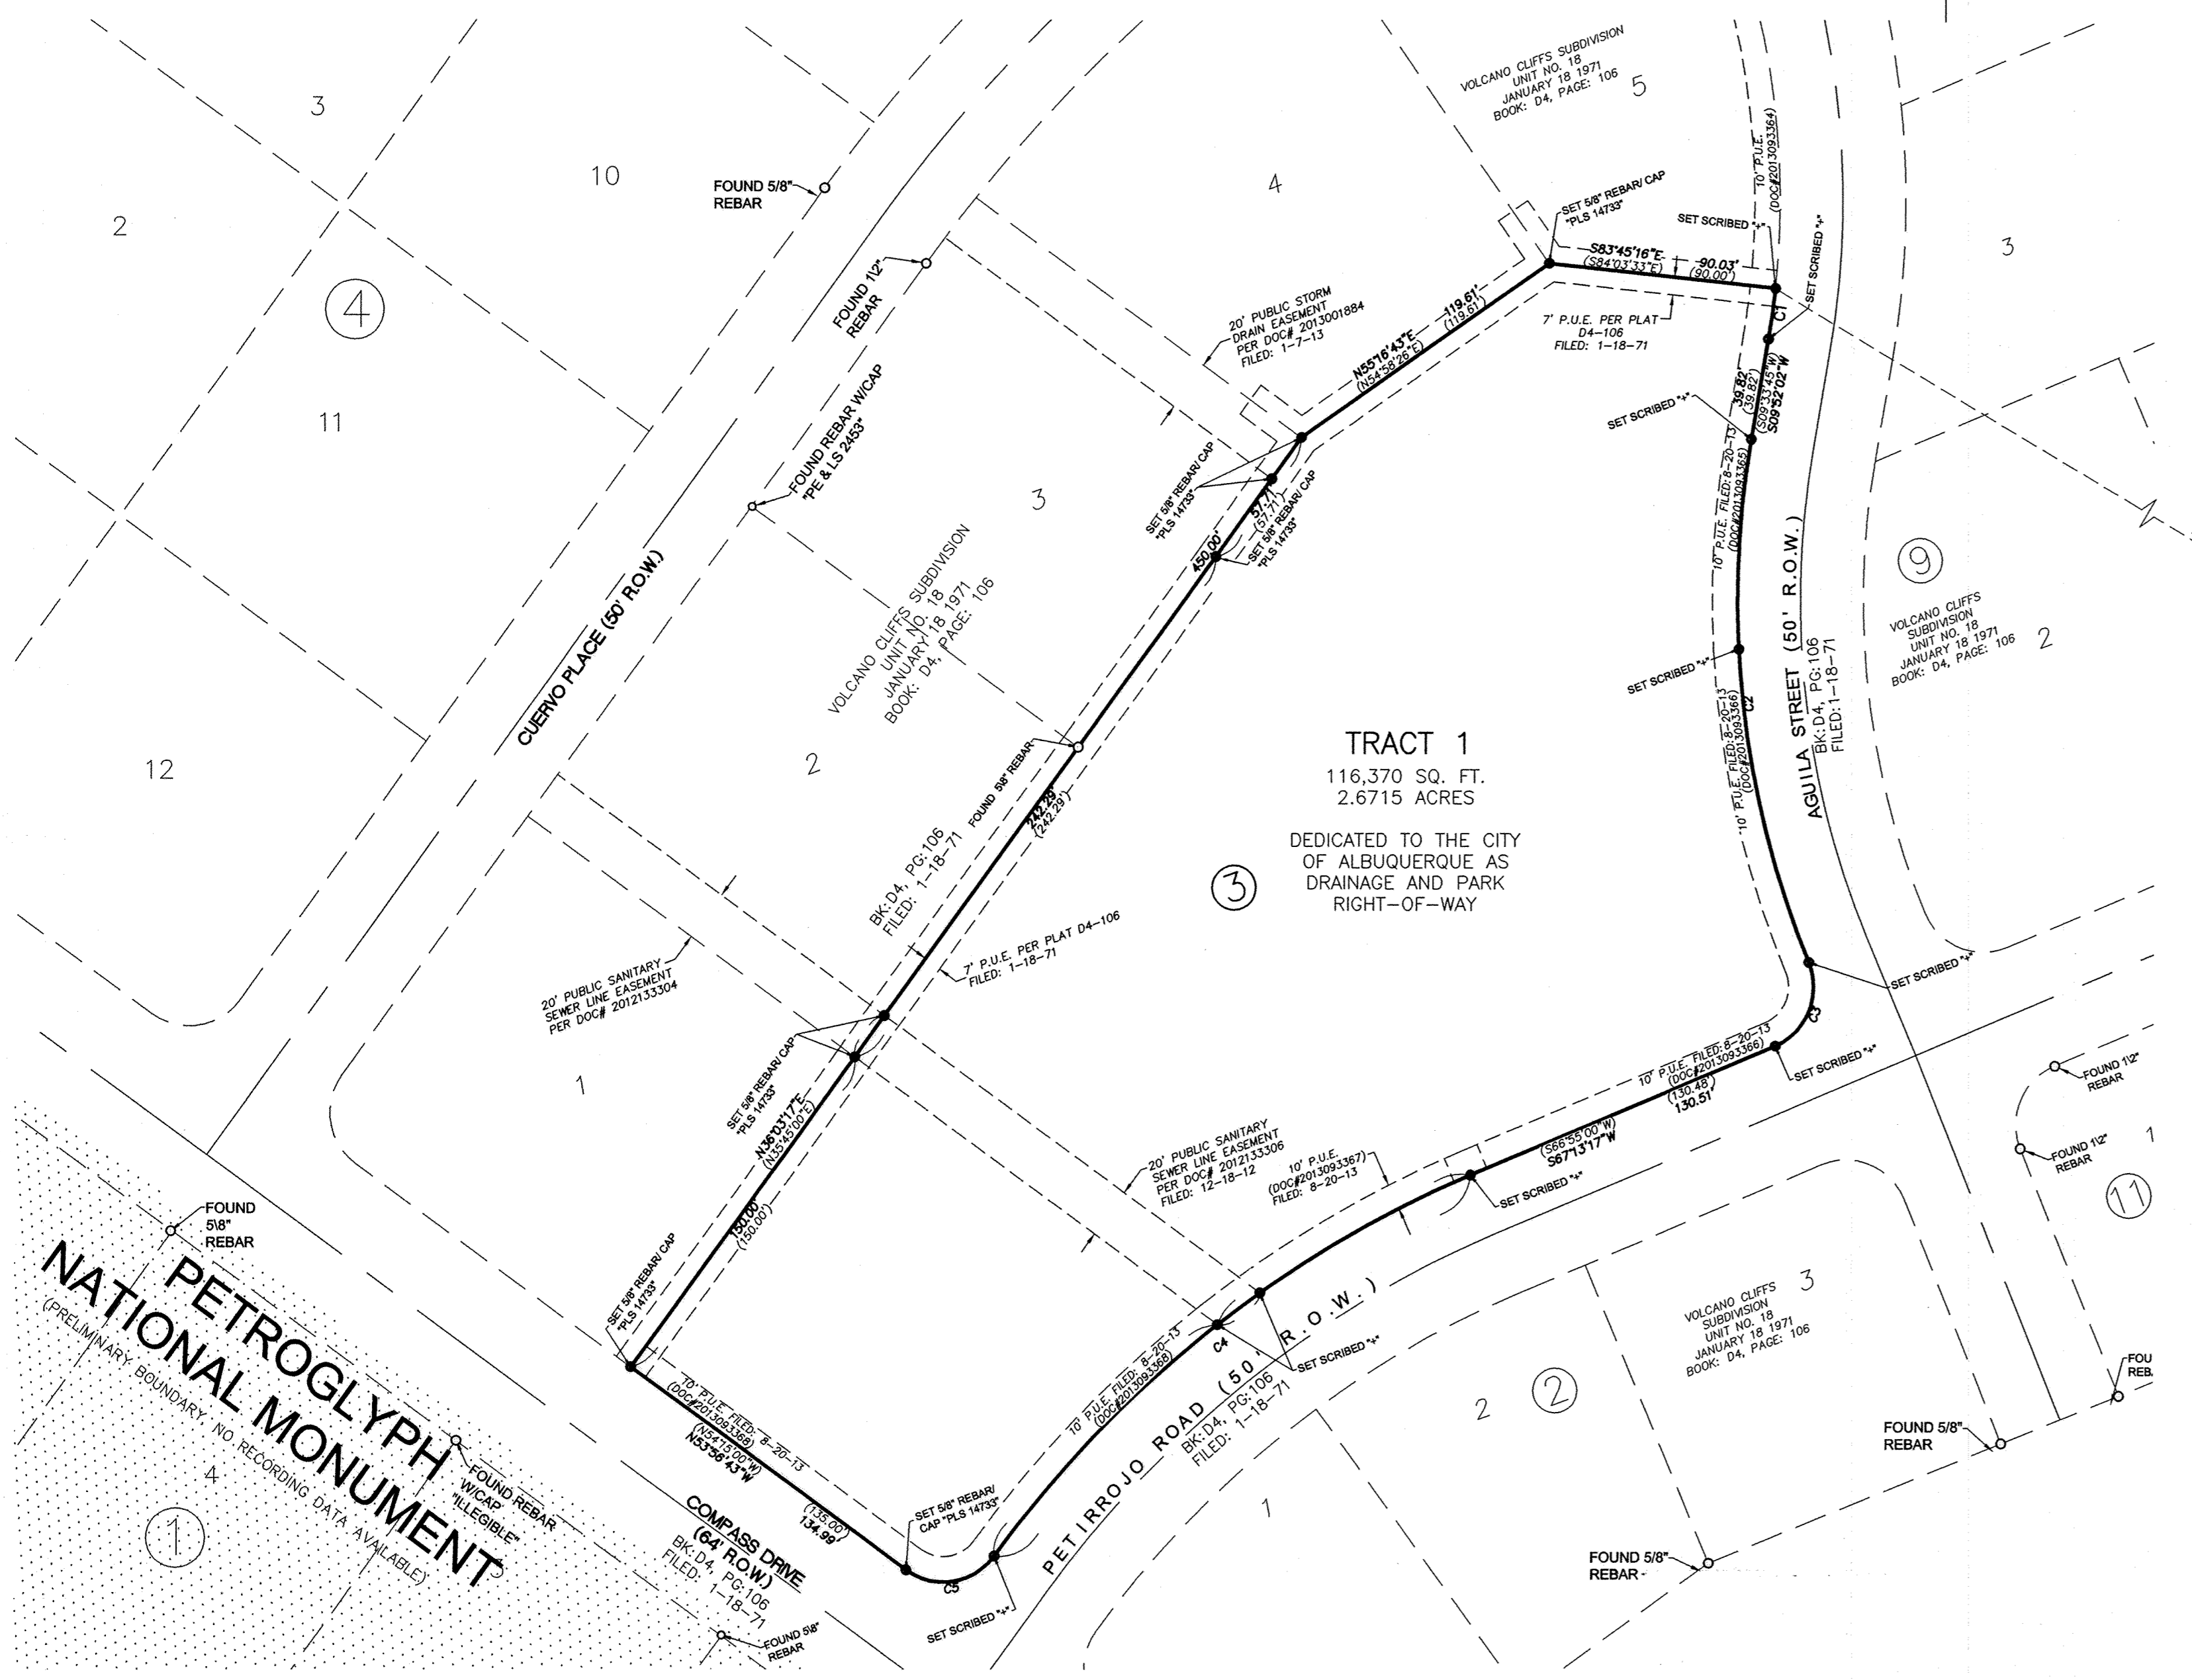 VOLCANO CLIFFS SUBDIVISION
UNIT NO. 18
JANUARY 18 1971
BOOK: D4, PAGE: 106
5
3
10
2
4
11
12
FOUND 5/8"
REBAR
FOUND 1\2"
REBAR
FOUND REBAR W/CAP
"PE & LS 2453"
CUERVO PLACE (50' R.O.W.)
4
20' PUBLIC STORM
DRAIN EASEMENT
PER DOC# 2013001884
FILED: 1-7-13
SET 5/8" REBAR/ CAP
"PLS 14733"
SET SCRIBED "+"
10' P.U.E.
(DOC#2013093364)
SET SCRIBED "+"
S83°45'16"E
90.03'
(S84°03'33"E)
(90.00')
7' P.U.E. PER PLAT
D4-106
FILED: 1-18-71
C1
N55°16'43"E
119.61'
(N54°58'26"E)
(119.61')
39.82'
(39.82')
(S09°33'45"W)
S09°52'02"W
SET SCRIBED "+"
10' P.U.E. FILED: 8-20-13
(DOC#2013093365)
3
SET 5/8" REBAR/ CAP
"PLS 14733"
57.71'
(57.71')
SET 5/8" REBAR/ CAP
"PLS 14733"
450.00'
3
VOLCANO CLIFFS SUBDIVISION
UNIT NO. 18
JANUARY 18 1971
BOOK: D4, PAGE: 106
2
FOUND 5\8" REBAR
242.29'
(242.29')
BK: D4, PG: 106
FILED: 1-18-71
7' P.U.E. PER PLAT D4-106
FILED: 1-18-71
TRACT 1
116,370 SQ. FT.
2.6715 ACRES
DEDICATED TO THE CITY
OF ALBUQUERQUE AS
DRAINAGE AND PARK
RIGHT-OF-WAY
3
SET SCRIBED "+"
C2
10' P.U.E. FILED: 8-20-13
(DOC#2013093366)
AGUILA STREET (50' R.O.W.)
BK: D4, PG: 106
FILED: 1-18-71
9
VOLCANO CLIFFS
SUBDIVISION
UNIT NO. 18
JANUARY 18 1971
BOOK: D4, PAGE: 106
2
SET SCRIBED "+"
C3
10' P.U.E. FILED: 8-20-13
(DOC#2013093366)
(130.48')
130.51'
SET SCRIBED "+"
(S66°55'00"W)
S67°13'17"W
SET SCRIBED "+"
FOUND 1\2"
REBAR
FOUND 1\2"
REBAR
1
11
20' PUBLIC SANITARY
SEWER LINE EASEMENT
PER DOC# 2012133304
1
SET 5/8" REBAR/ CAP
"PLS 14733"
N36°03'17"E
(N35°45'00"E)
150.00'
(150.00')
SET 5/8" REBAR/ CAP
"PLS 14733"
20' PUBLIC SANITARY
SEWER LINE EASEMENT
PER DOC# 2012133306
FILED: 12-18-12
10' P.U.E.
(DOC#2013093367)
FILED: 8-20-13
C4
SET SCRIBED "+"
10' P.U.E. FILED: 8-20-13
(DOC#2013093368)
PETIRROJO ROAD (50' R.O.W.)
BK: D4, PG: 106
FILED: 1-18-71
VOLCANO CLIFFS
SUBDIVISION
UNIT NO. 18
JANUARY 18 1971
BOOK: D4, PAGE: 106
3
2
2
1
FOUND 5/8"
REBAR
FOUND 5/8"
REBAR
FOU
REB.
FOUND
5\8"
REBAR
PETROGLYPH
NATIONAL MONUMENT
(PRELIMINARY BOUNDARY. NO RECORDING DATA AVAILABLE)
4
1
5
FOUND REBAR
W/CAP
"ILLEGIBLE"
10' P.U.E. FILED: 8-20-13
(DOC#2013093368)
(N54°15'00"W)
N53°56'43"W
(135.00')
134.99'
SET 5/8" REBAR/
CAP "PLS 14733"
C5
SET SCRIBED "+"
COMPASS DRIVE
(64' R.O.W.)
BK: D4, PG: 106
FILED: 1-18-71
FOUND 5\8"
REBAR